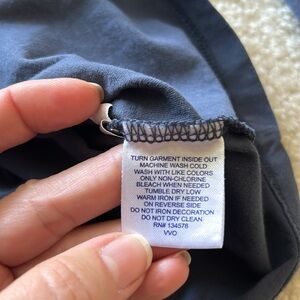 TURN GARMENT INSIDE OUT
MACHINE WASH COLD
WASH WITH LIKE COLORS
ONLY NON-CHLORINE
BLEACH WHEN NEEDED
TUMBLE DRY LOW
WARM IRON IF NEEDED
ON REVERSE SIDE
DO NOT IRON DECORATION
DO NOT DRY CLEAN
RN# 134578
VVO